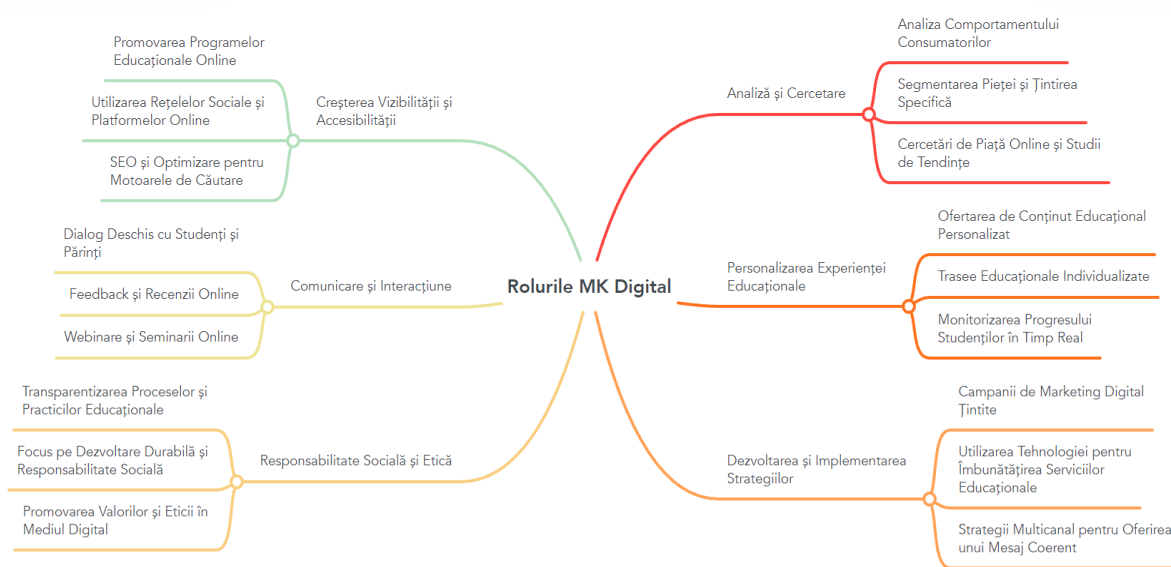 Rolurile MK Digital
Analiză și Cercetare
Analiza Comportamentului
Consumatorilor
Segmentarea Pieței și Țintirea
Specifică
Cercetări de Piață Online și Studii
de Tendințe
Personalizarea Experienței
Educaționale
Ofertarea de Conținut Educațional
Personalizat
Trasee Educaționale Individualizate
Monitorizarea Progresului
Studenților în Timp Real
Dezvoltarea și Implementarea
Strategiilor
Campanii de Marketing Digital
Țintite
Utilizarea Tehnologiei pentru
Îmbunătățirea Serviciilor
Educaționale
Strategii Multicanal pentru Oferirea
unui Mesaj Coerent
Creșterea Vizibilității și
Accesibilității
Promovarea Programelor
Educaționale Online
Utilizarea Rețelelor Sociale și
Platformelor Online
SEO și Optimizare pentru
Motoarele de Căutare
Comunicare și Interacțiune
Dialog Deschis cu Studenți și
Părinți
Feedback și Recenzii Online
Webinare și Seminarii Online
Responsabilitate Socială și Etică
Transparentizarea Proceselor și
Practicilor Educaționale
Focus pe Dezvoltare Durabilă și
Responsabilitate Socială
Promovarea Valorilor și Eticii în
Mediul Digital